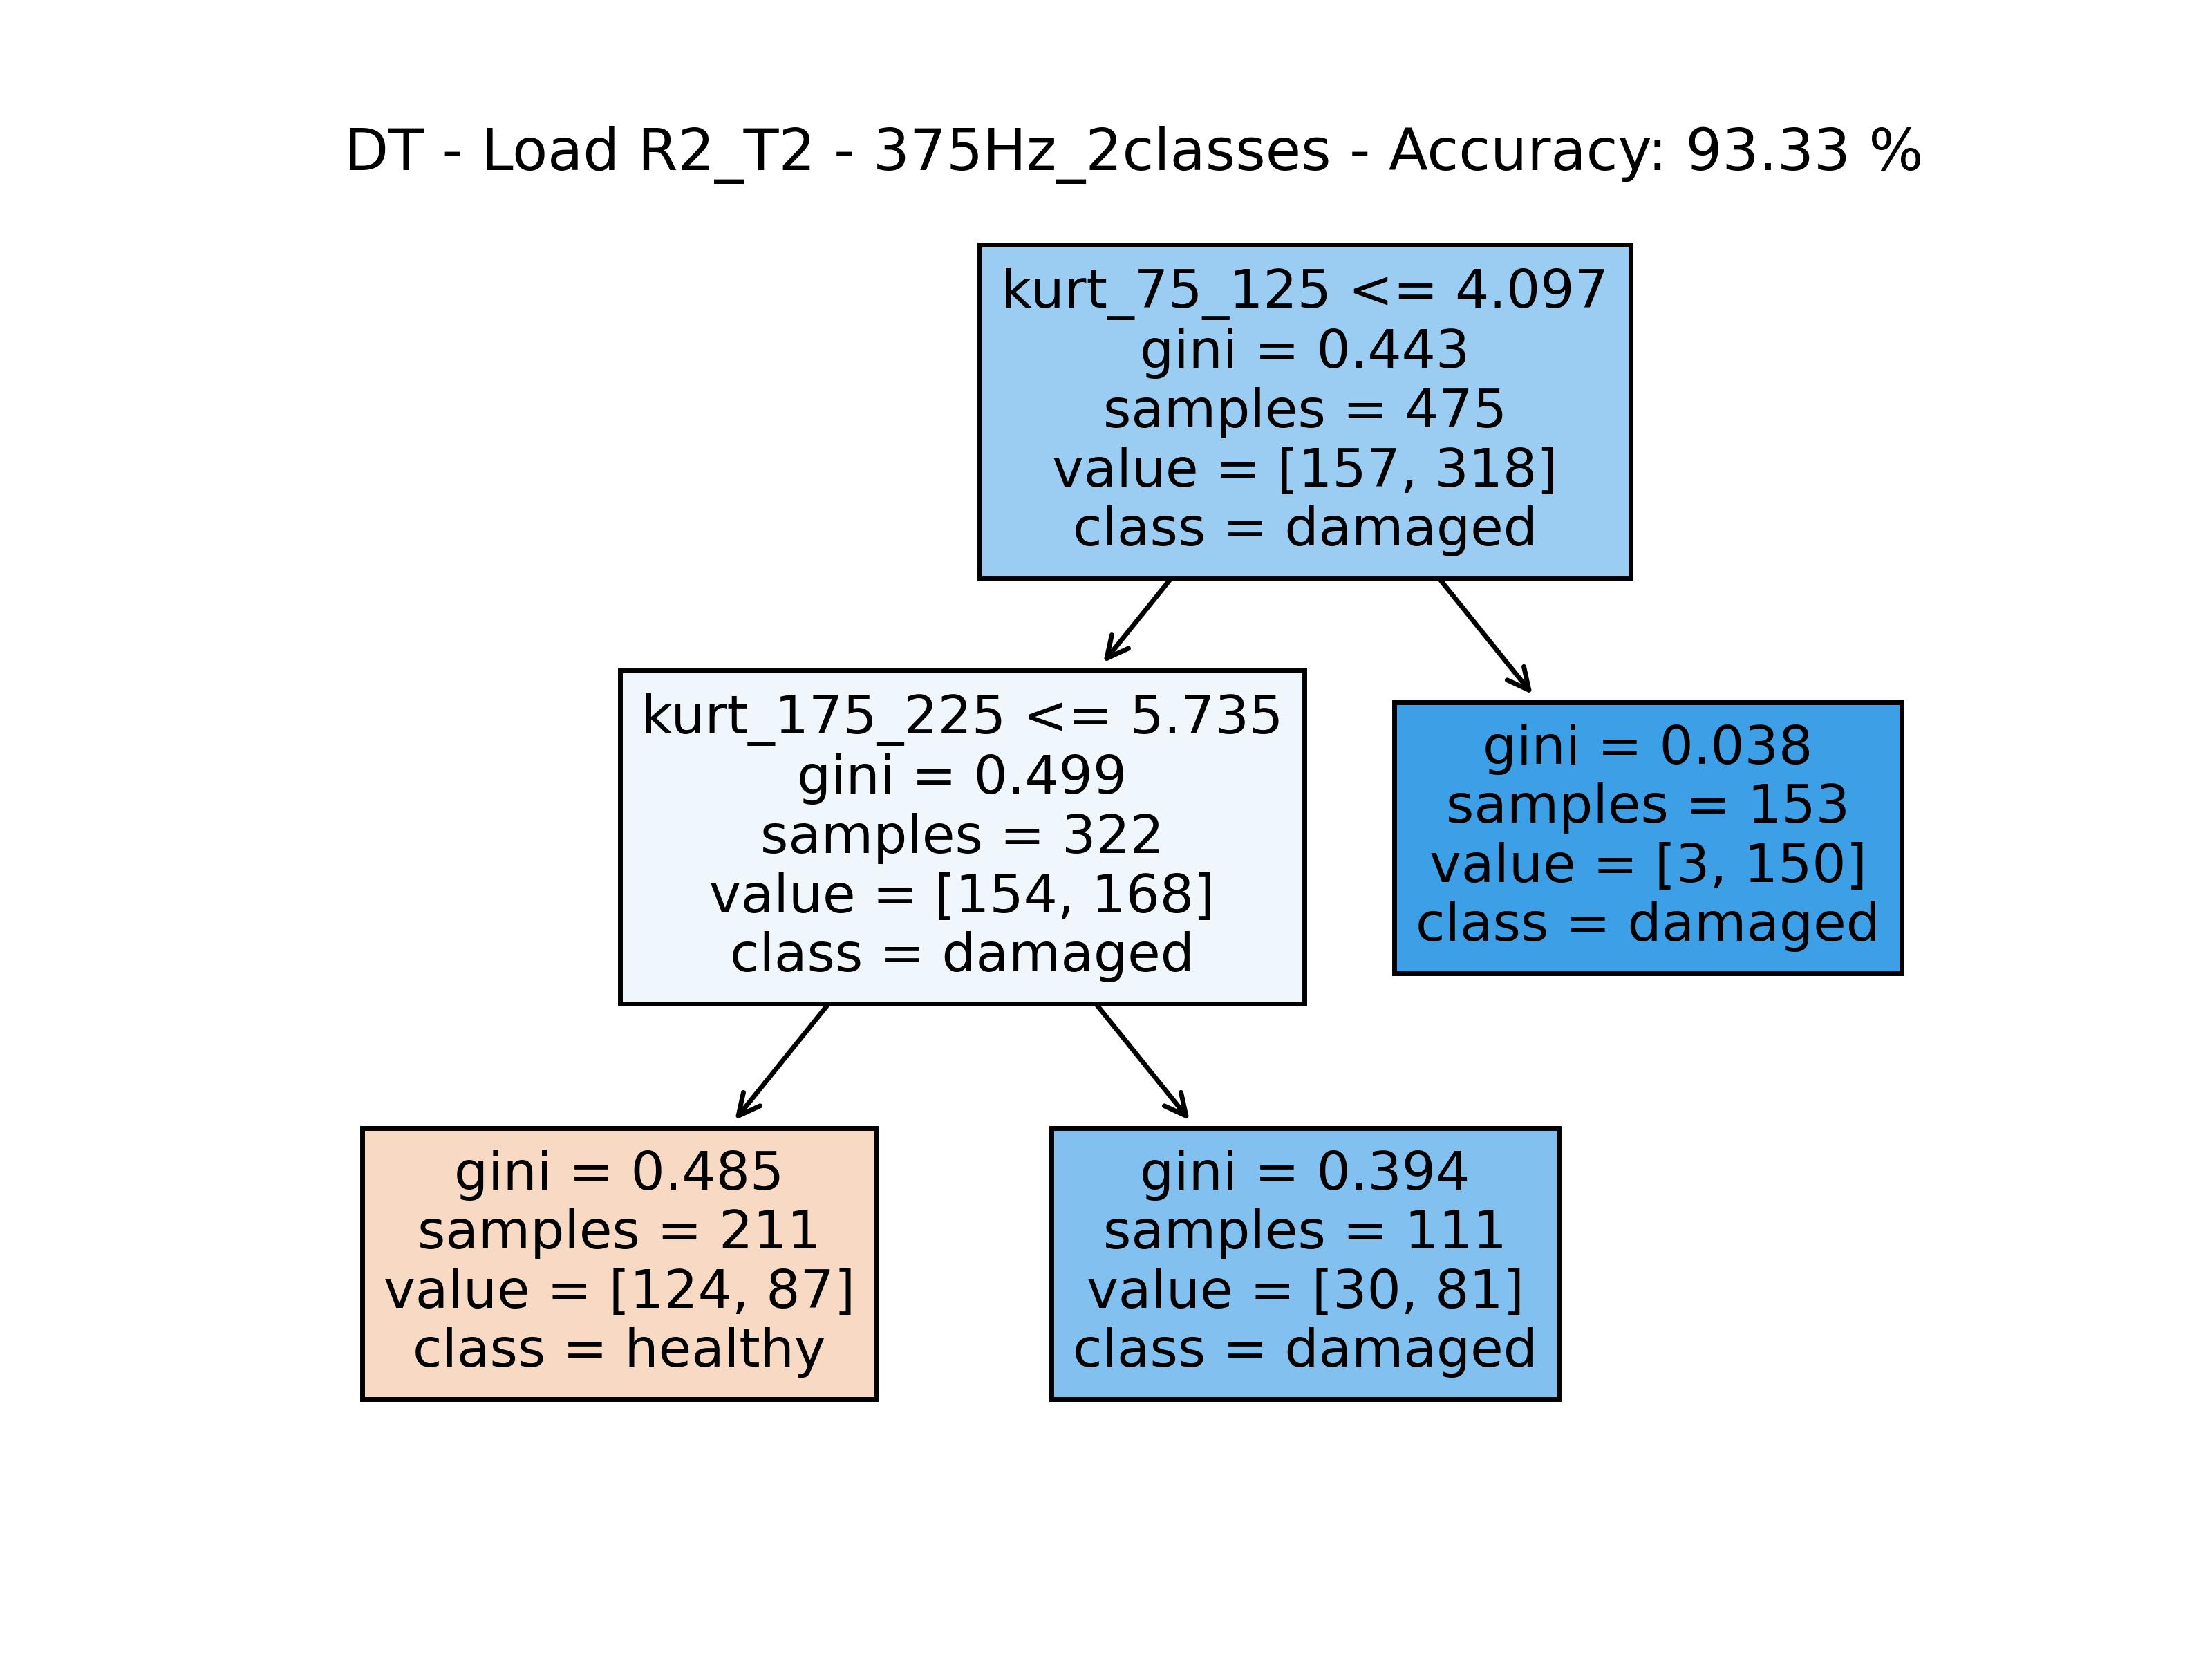 DT - Load R2_T2 - 375Hz_2classes - Accuracy: 93.33 %
kurt_75_125 <= 4.097
gini = 0.443
samples = 475
value = [157, 318]
class = damaged
kurt_175_225 <= 5.735
gini = 0.499
samples = 322
value = [154, 168]
class = damaged
gini = 0.038
samples = 153
value = [3, 150]
class = damaged
gini = 0.485
samples = 211
value = [124, 87]
class = healthy
gini = 0.394
samples = 111
value = [30, 81]
class = damaged